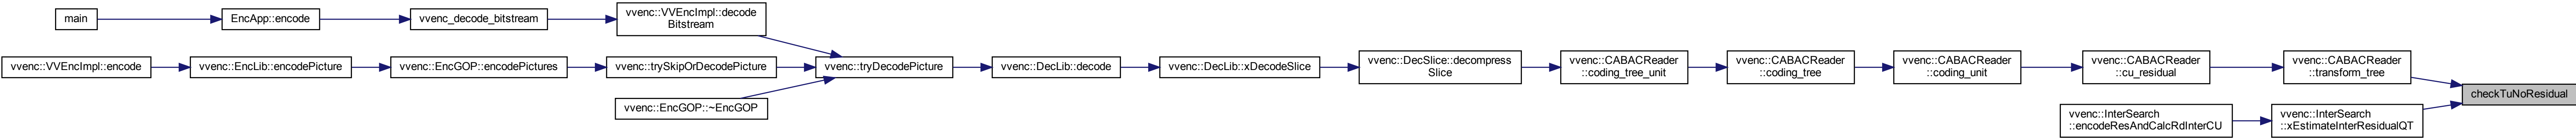 main
EncApp::encode
vvenc_decode_bitstream
vvenc::VVEncImpl::decode
Bitstream
vvenc::VVEncImpl::encode
vvenc::EncLib::encodePicture
vvenc::EncGOP::encodePictures
vvenc::trySkipOrDecodePicture
vvenc::EncGOP::~EncGOP
vvenc::tryDecodePicture
vvenc::DecLib::decode
vvenc::DecLib::xDecodeSlice
vvenc::DecSlice::decompress
Slice
vvenc::CABACReader
::coding_tree_unit
vvenc::CABACReader
::coding_tree
vvenc::CABACReader
::coding_unit
vvenc::CABACReader
::cu_residual
vvenc::CABACReader
::transform_tree
vvenc::InterSearch
::encodeResAndCalcRdInterCU
vvenc::InterSearch
::xEstimateInterResidualQT
checkTuNoResidual